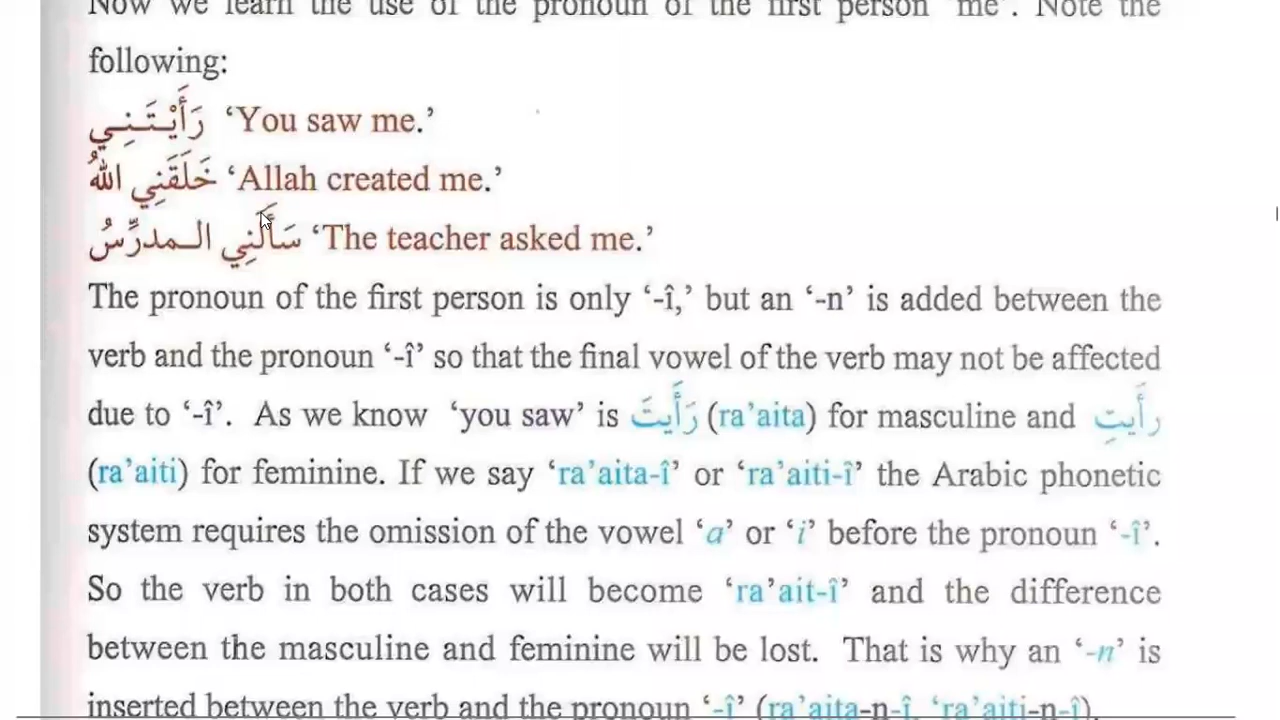 Now we learn the use of the pronoun of the first person 'me'. Note the
following:
رَأَيْتَنِي 'You saw me.'
خَلَقَنِي اللهُ 'Allah created me.'
سَأَلَنِي المدرِّسُ 'The teacher asked me.'
The pronoun of the first person is only '-î,' but an '-n' is added between the
verb and the pronoun '-î' so that the final vowel of the verb may not be affected
due to '-î'. As we know 'you saw' is رَأَيتَ (ra'aita) for masculine and رأَيتِ
(ra'aiti) for feminine. If we say 'ra'aita-î' or 'ra'aiti-î' the Arabic phonetic
system requires the omission of the vowel 'a' or 'i' before the pronoun '-î'.
So the verb in both cases will become 'ra'ait-î' and the difference
between the masculine and feminine will be lost. That is why an '-n' is
inserted between the verb and the pronoun '-î' (ra'aita-n-î, 'ra'aiti-n-î).